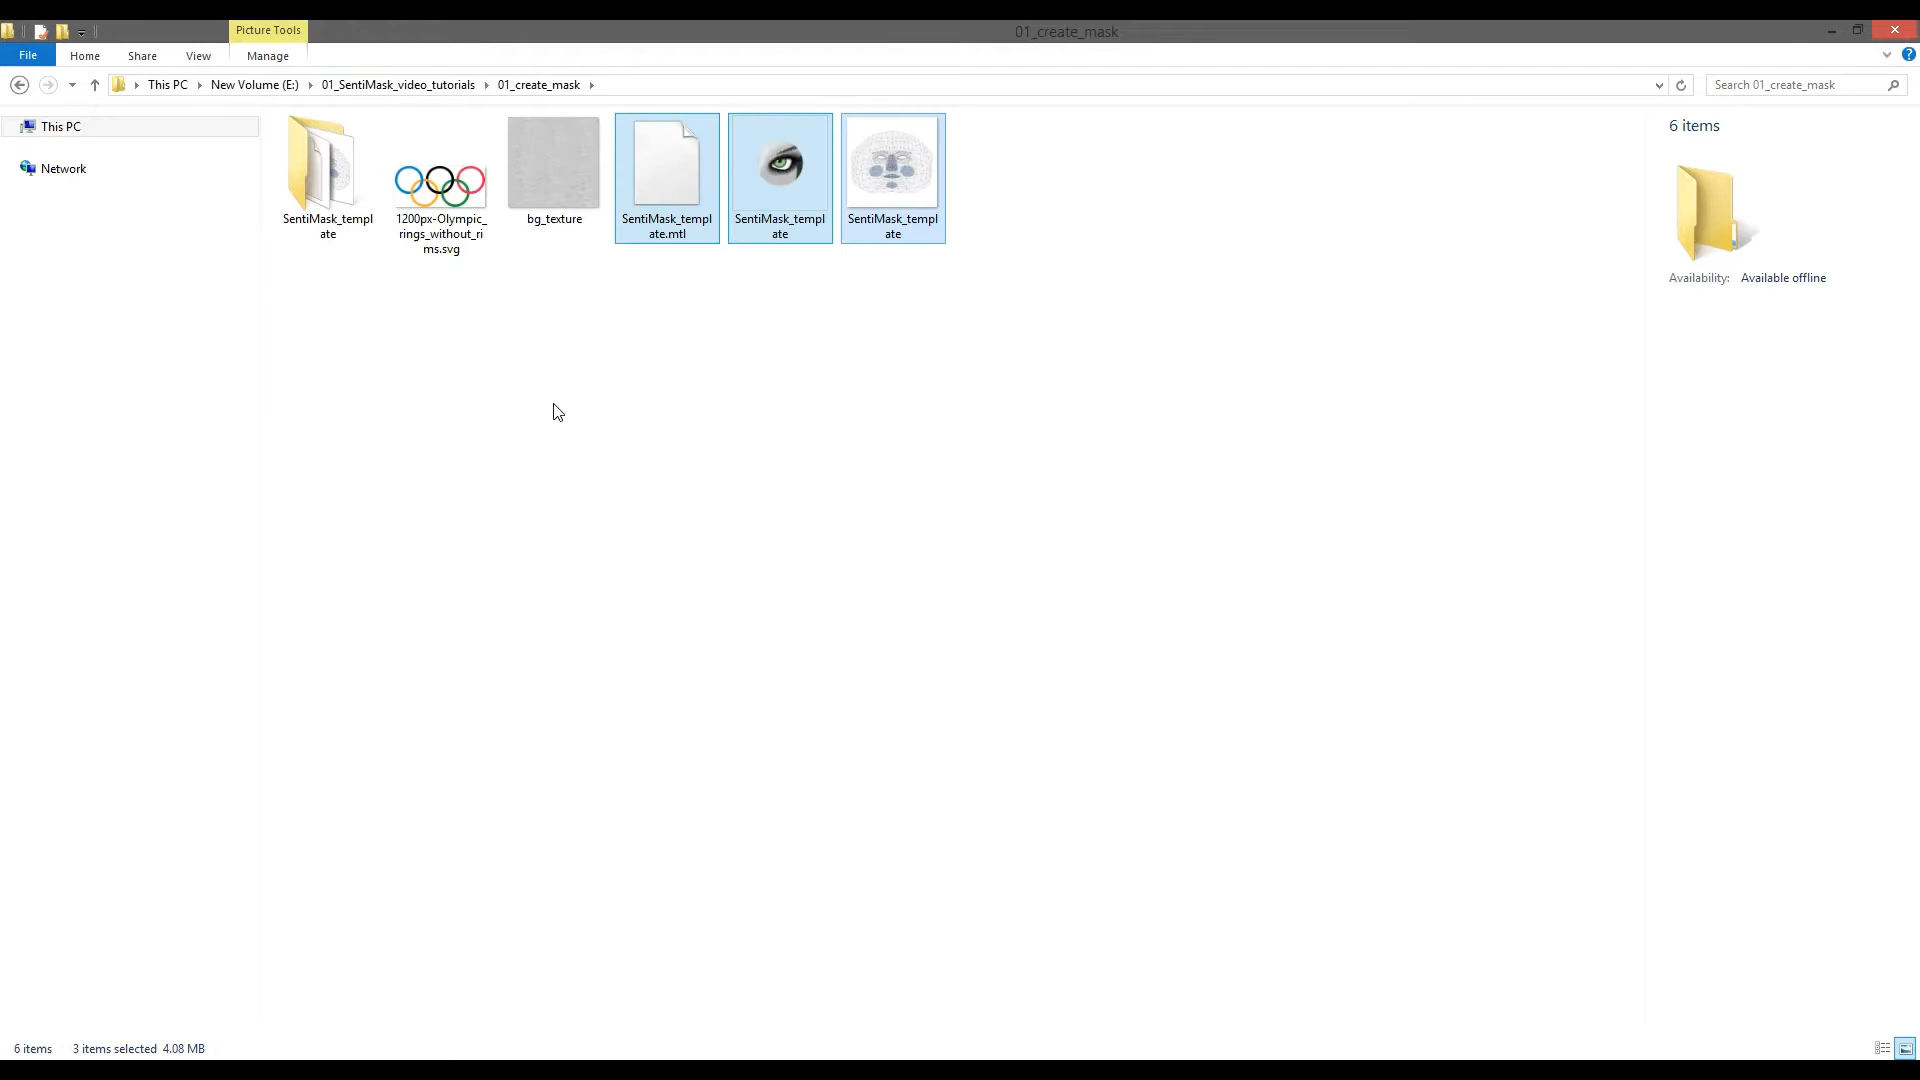 Picture Tools
01_create_mask
File
Home
Share
View
Manage
This PC
New Volume (E:)
01_SentiMask_video_tutorials
01_create_mask
Search 01_create_mask
This PC
Network
SentiMask_templ
ate
1200px-Olympic_
rings_without_ri
ms.svg
bg_texture
SentiMask_templ
ate.mtl
SentiMask_templ
ate
SentiMask_templ
ate
6 items
Availability: Available offline
6 items 3 items selected 4.08 MB